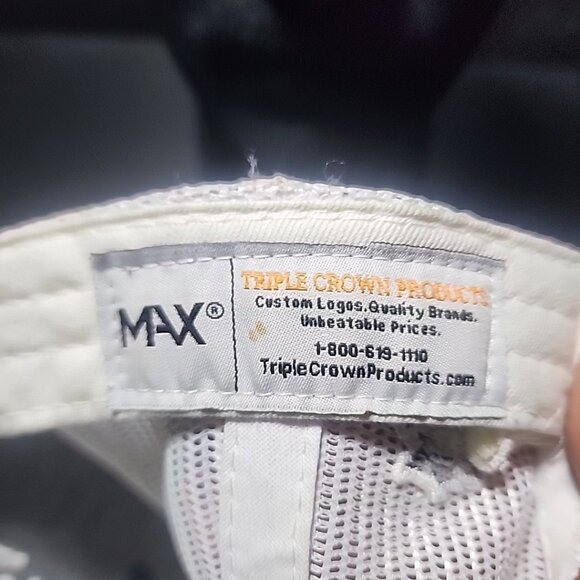 MAX®
TRIPLE CROWN PRODUCTS
Custom Logos. Quality Brands.
Unbeatable Prices.
1-800-619-1110
TripleCrownProducts.com